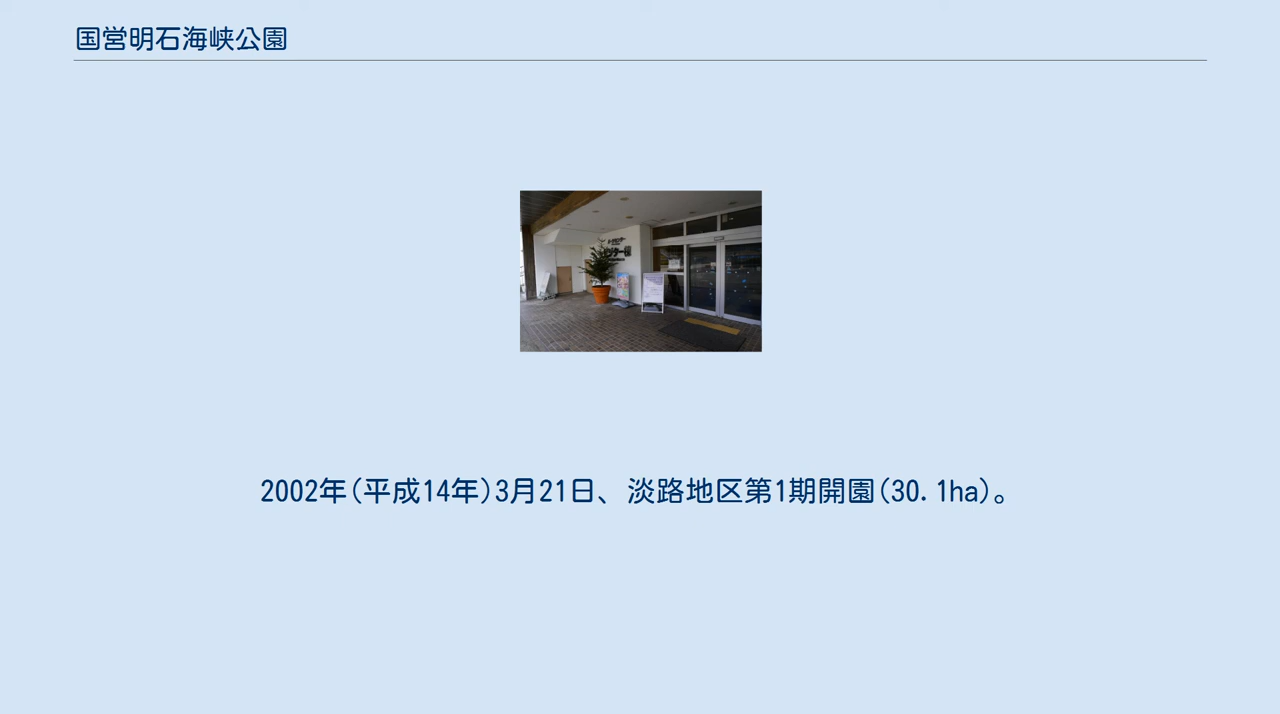 国営明石海峡公園
2002年(平成14年)3月21日、淡路地区第1期開園(30.1ha)。